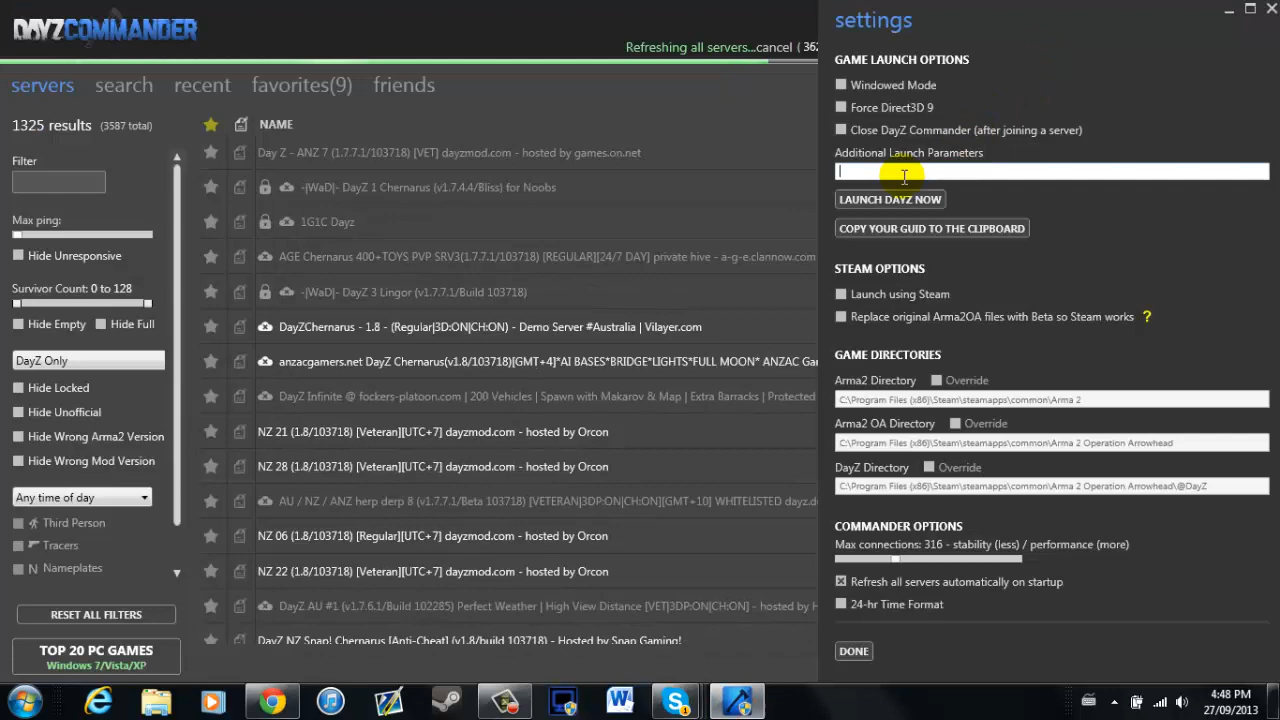 DAYZCOMMANDER
Refreshing all servers...cancel ( 362
servers search recent favorites(9) friends
1325 results (3587 total)
Filter
Max ping:
Hide Unresponsive
Survivor Count: 0 to 128
Hide Empty Hide Full
DayZ Only
Hide Locked
Hide Unofficial
Hide Wrong Arma2 Version
Hide Wrong Mod Version
Any time of day
Third Person
Tracers
N Nameplates
RESET ALL FILTERS
TOP 20 PC GAMES
Windows 7/Vista/XP
NAME
Day Z - ANZ 7 (1.7.7.1/103718) [VET] dayzmod.com - hosted by games.on.net
-|WaD|- DayZ 1 Chernarus (v1.7.4.4/Bliss) for Noobs
1G1C Dayz
AGE Chernarus 400+TOYS PVP SRV3(1.7.7.1/103718) [REGULAR][24/7 DAY] private hive - a-g-e.clannow.com
-|WaD|- DayZ 3 Lingor (v1.7.7.1/Build 103718)
DayZChernarus - 1.8 - (Regular|3D:ON|CH:ON) - Demo Server #Australia | Vilayer.com
anzacgamers.net DayZ Chernarus(v1.8/103718)[GMT+4]*AI BASES*BRIDGE*LIGHTS*FULL MOON* ANZAC Ga
DayZ Infinite @ fockers-platoon.com | 200 Vehicles | Spawn with Makarov & Map | Extra Barracks | Protected
NZ 21 (1.8/103718) [Veteran][UTC+7] dayzmod.com - hosted by Orcon
NZ 28 (1.8/103718) [Veteran][UTC+7] dayzmod.com - hosted by Orcon
AU / NZ / ANZ herp derp 8 (v1.7.7.1/Beta 103718) [VETERAN|3DP:ON|CH:ON][GMT+10] WHITELISTED dayz.d
NZ 06 (1.8/103718) [Regular][UTC+7] dayzmod.com - hosted by Orcon
NZ 22 (1.8/103718) [Veteran][UTC+7] dayzmod.com - hosted by Orcon
DayZ AU #1 (v1.7.6.1/Build 102285) Perfect Weather | High View Distance [VET|3DP:ON|CH:ON] - hosted by H
DayZ NZ Snap! Chernarus [Anti-Cheat] (v1.8/build 103718) - Hosted by Snap Gaming!
settings
GAME LAUNCH OPTIONS
Windowed Mode
Force Direct3D 9
Close DayZ Commander (after joining a server)
Additional Launch Parameters
LAUNCH DAYZ NOW
COPY YOUR GUID TO THE CLIPBOARD
STEAM OPTIONS
Launch using Steam
Replace original Arma2OA files with Beta so Steam works ?
GAME DIRECTORIES
Arma2 Directory Override
C:\Program Files (x86)\Steam\steamapps\common\Arma 2
Arma2 OA Directory Override
C:\Program Files (x86)\Steam\steamapps\common\Arma 2 Operation Arrowhead
DayZ Directory Override
C:\Program Files (x86)\Steam\steamapps\common\Arma 2 Operation Arrowhead\@DayZ
COMMANDER OPTIONS
Max connections: 316 - stability (less) / performance (more)
Refresh all servers automatically on startup
24-hr Time Format
DONE
4:48 PM
27/09/2013